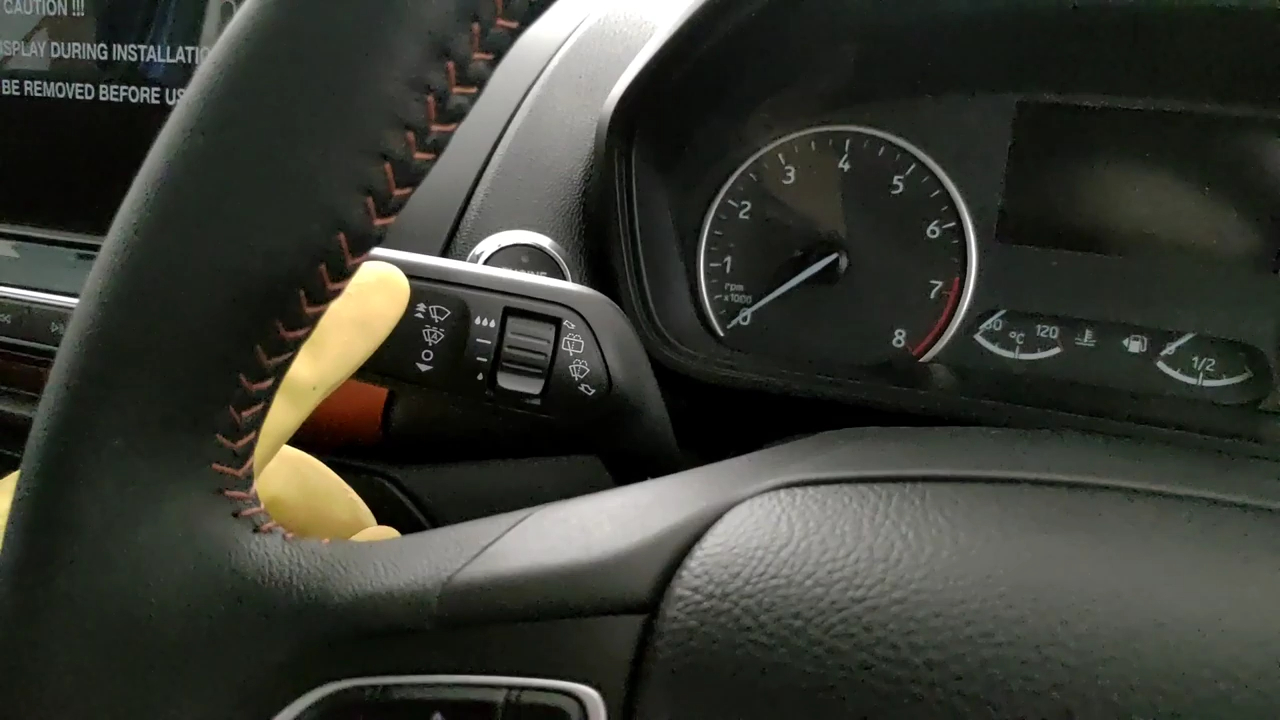 CAUTION !!!
ISPLAY DURING INSTALLATIO
BE REMOVED BEFORE US
0
1
2
3
4
5
6
7
8
rpm
x1000
°C
120
1/2